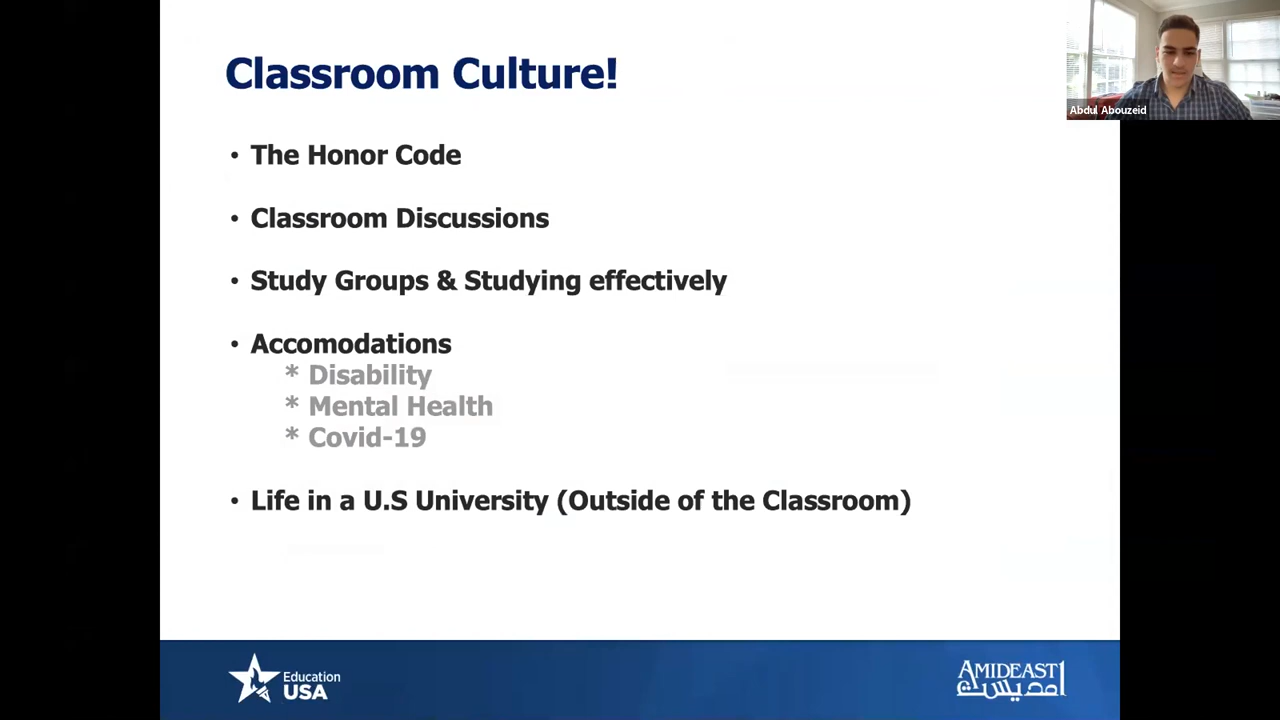 Classroom Culture!
Abdul Abouzeid
• The Honor Code
• Classroom Discussions
• Study Groups & Studying effectively
• Accomodations
* Disability
* Mental Health
* Covid-19
• Life in a U.S University (Outside of the Classroom)
Education
USA
AMIDEAST
امديست